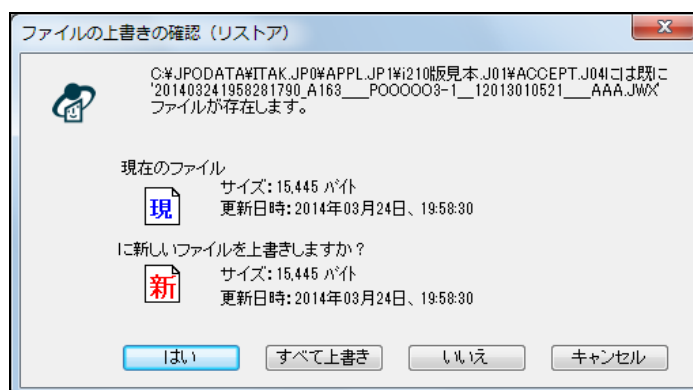 ファイルの上書きの確認（リストア）
C:¥JPODATA¥ITAK.JP0¥APPL.JP1¥i210版見本.J01¥ACCEPT.J04には既に
'201403241958281790_A163___POOOOO3-1__12013010521___AAA.JWX'
ファイルが存在します。
現在のファイル
現
サイズ: 15,445 バイト
更新日時: 2014年03月24日、19:58:30
に新しいファイルを上書きしますか？
新
サイズ: 15,445 バイト
更新日時: 2014年03月24日、19:58:30
はい すべて上書き いいえ キャンセル